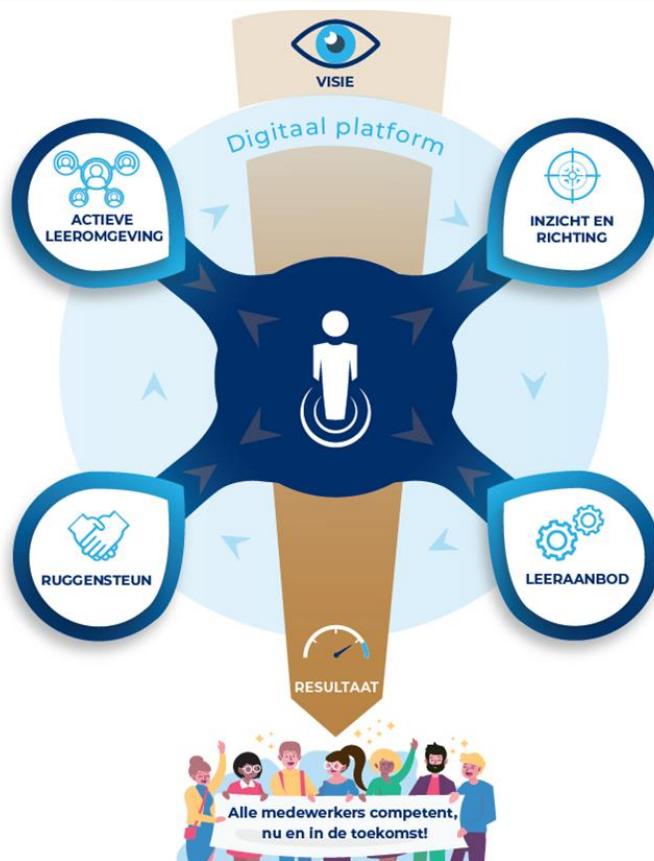 VISIE
Digitaal platform
ACTIEVE
LEEROMGEVING
INZICHT EN
RICHTING
RUGGENSTEUN
LEERAANBOD
RESULTAAT
Alle medewerkers competent,
nu en in de toekomst!